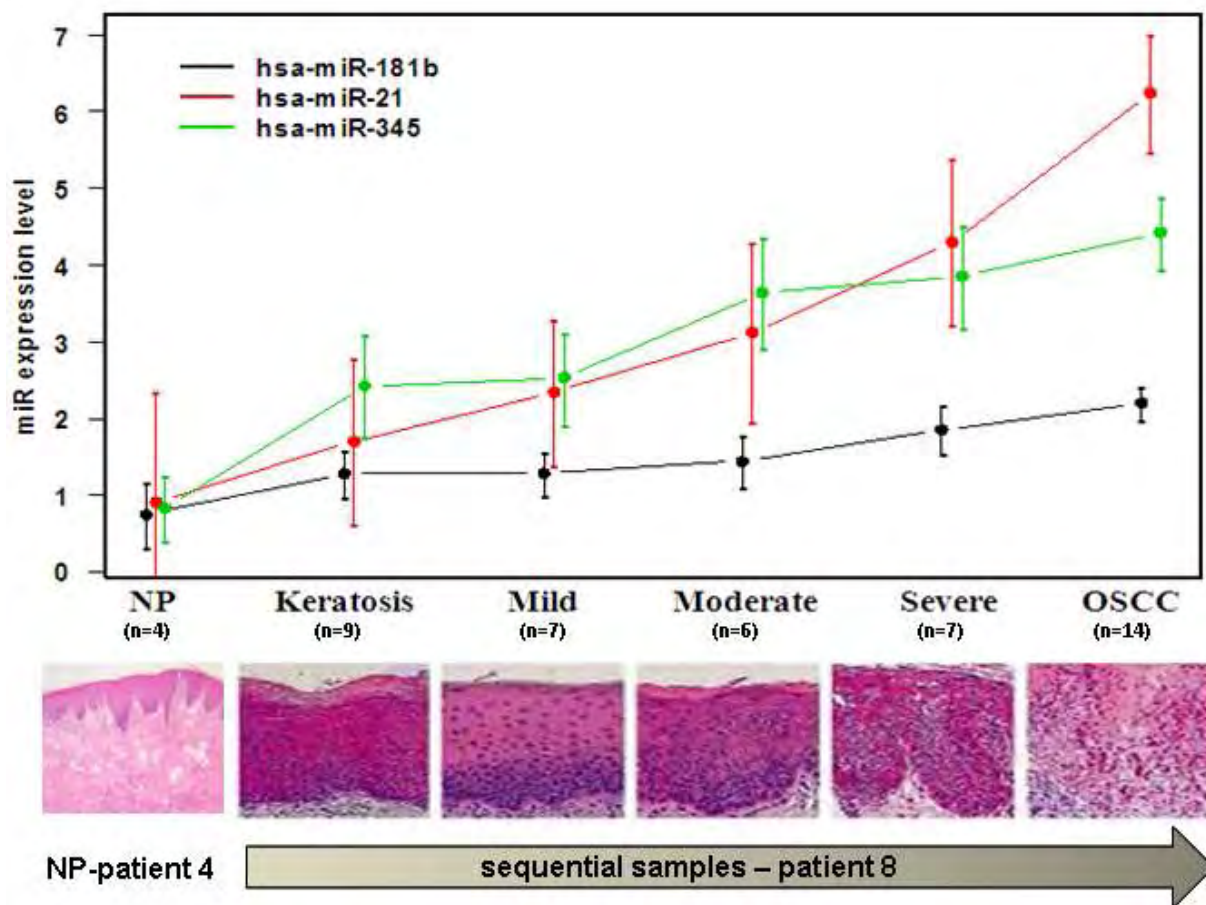 7
hsa-miR-181b
hsa-miR-21
hsa-miR-345
6
5
4
3
2
1
0
miR expression level
NP Keratosis Mild Moderate Severe OSCC
(n=4) (n=9) (n=7) (n=6) (n=7) (n=14)
NP-patient 4 sequential samples – patient 8